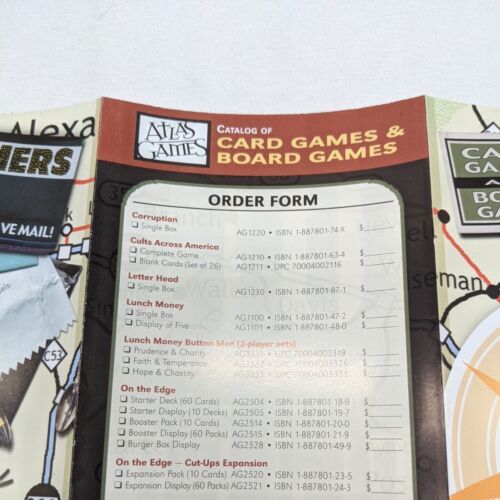 Alexa
ATLAS
GAMES
CATALOG OF
CARD GAMES &
BOARD GAMES
MERS
VE MAIL!
CA
GA
A
BO
GA
ORDER FORM
Corruption
❑ Single Box AG1220 • ISBN 1-887801-74-X $
Cults Across America
❑ Complete Game AG1210 • ISBN 1-887801-63-4 $
❑ Blank Cards (Set of 26) AG1211 • UPC 70004002116 $
Letter Head
❑ Single Box AG1230 • ISBN 1-887801-87-1 $
Lunch Money
❑ Single Box AG1100 • ISBN 1-887801-47-2 $
❑ Display of Five AG1101 • ISBN 1-887801-48-0 $
Lunch Money Button Men (2-player sets)
❑ Prudence & Charity AG3331 • UPC 70004003319 $
❑ Faith & Temperance AG3332 • UPC 70004003326 $
❑ Hope & Chastity $
On the Edge
❑ Starter Deck (60 Cards) AG2504 • ISBN 1-887801-18-9 $
❑ Starter Display (10 Decks) AG2505 • ISBN 1-887801-19-7 $
❑ Booster Pack (10 Cards) AG2514 • ISBN 1-887801-20-0 $
❑ Booster Display (60 Packs) AG2515 • ISBN 1-887801-21-9 $
❑ Burger Box Display AG2528 • ISBN 1-887801-49-9 $
On the Edge — Cut-Ups Expansion
❑ Expansion Pack (10 Cards) AG2520 • ISBN 1-887801-23-5 $
❑ Expansion Display (60 Packs) AG2521 • ISBN 1-887801-24-3 $
C53
seman